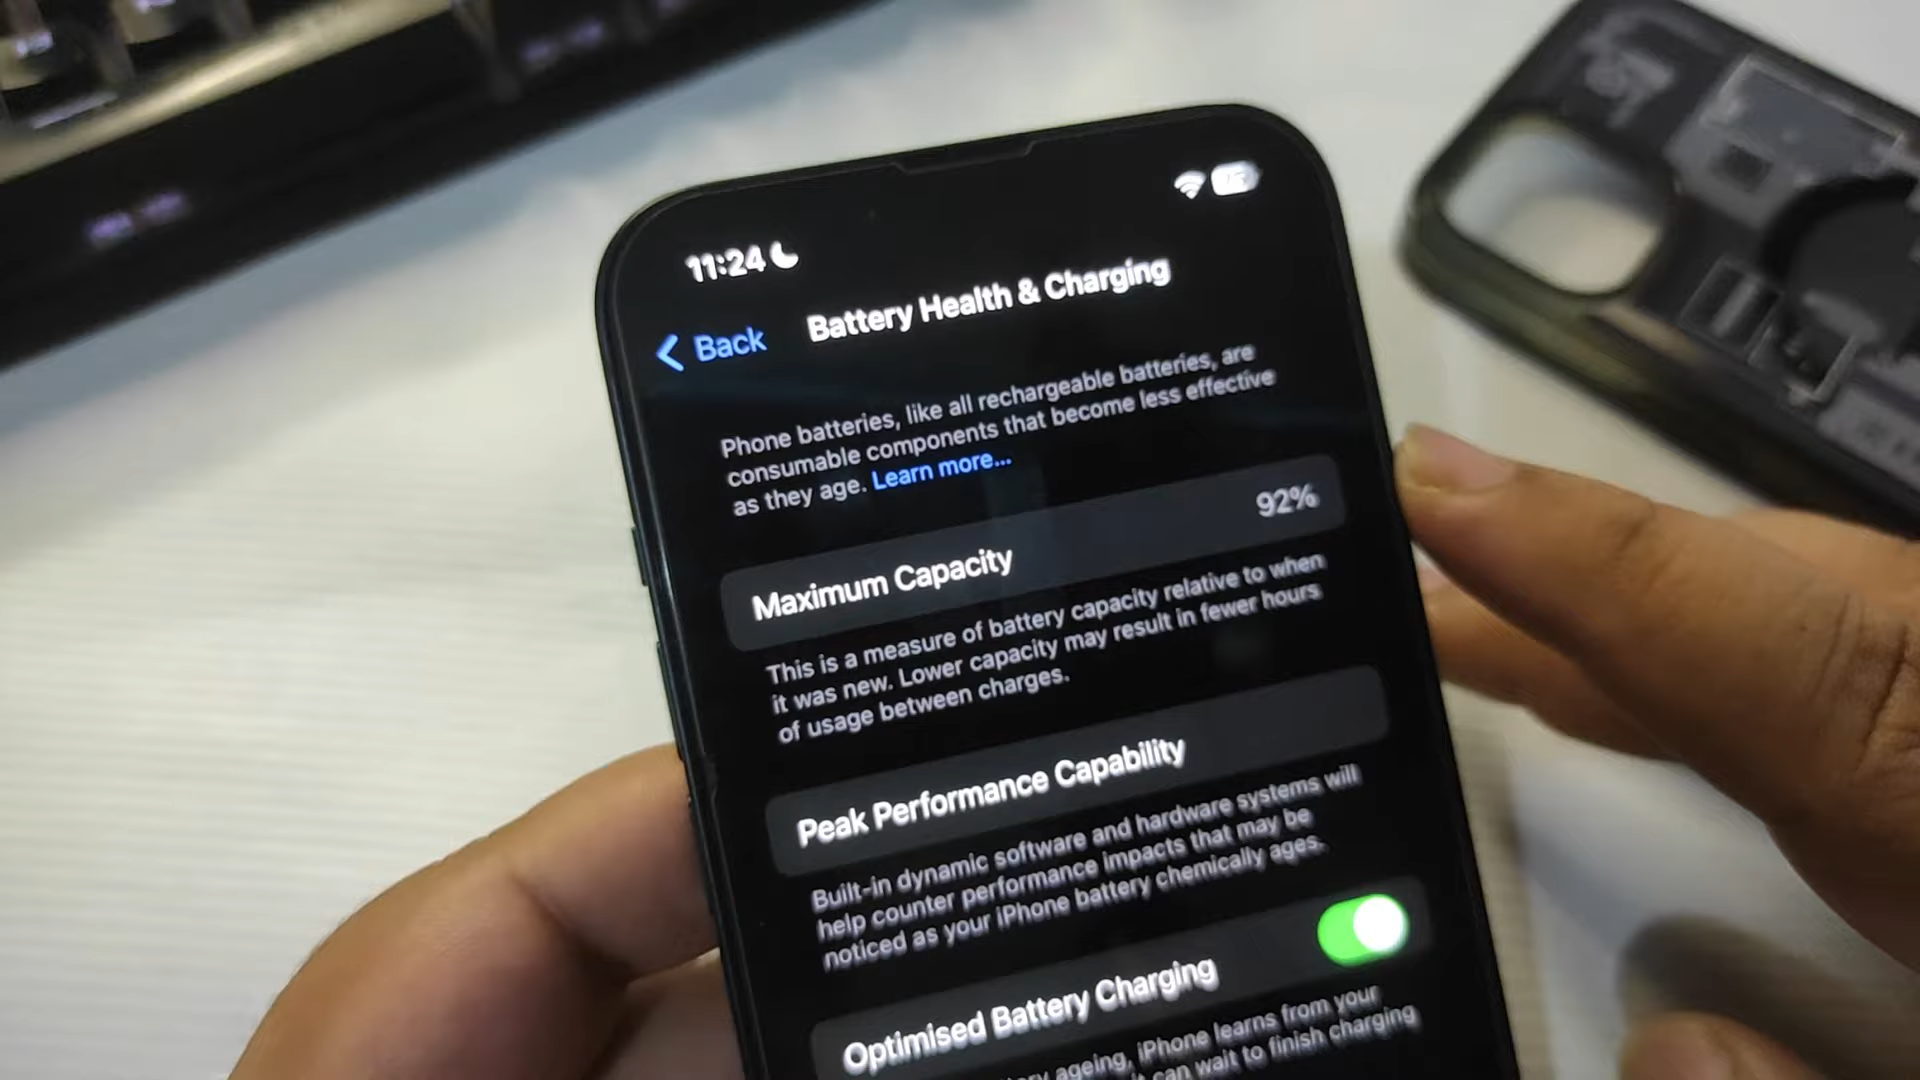 11:24
Back
Battery Health & Charging
Phone batteries, like all rechargeable batteries, are
consumable components that become less effective
as they age. Learn more...
Maximum Capacity 92%
This is a measure of battery capacity relative to when
it was new. Lower capacity may result in fewer hours
of usage between charges.
Peak Performance Capability
Built-in dynamic software and hardware systems will
help counter performance impacts that may be
noticed as your iPhone battery chemically ages.
Optimised Battery Charging
ageing, iPhone learns from your
can wait to finish charging